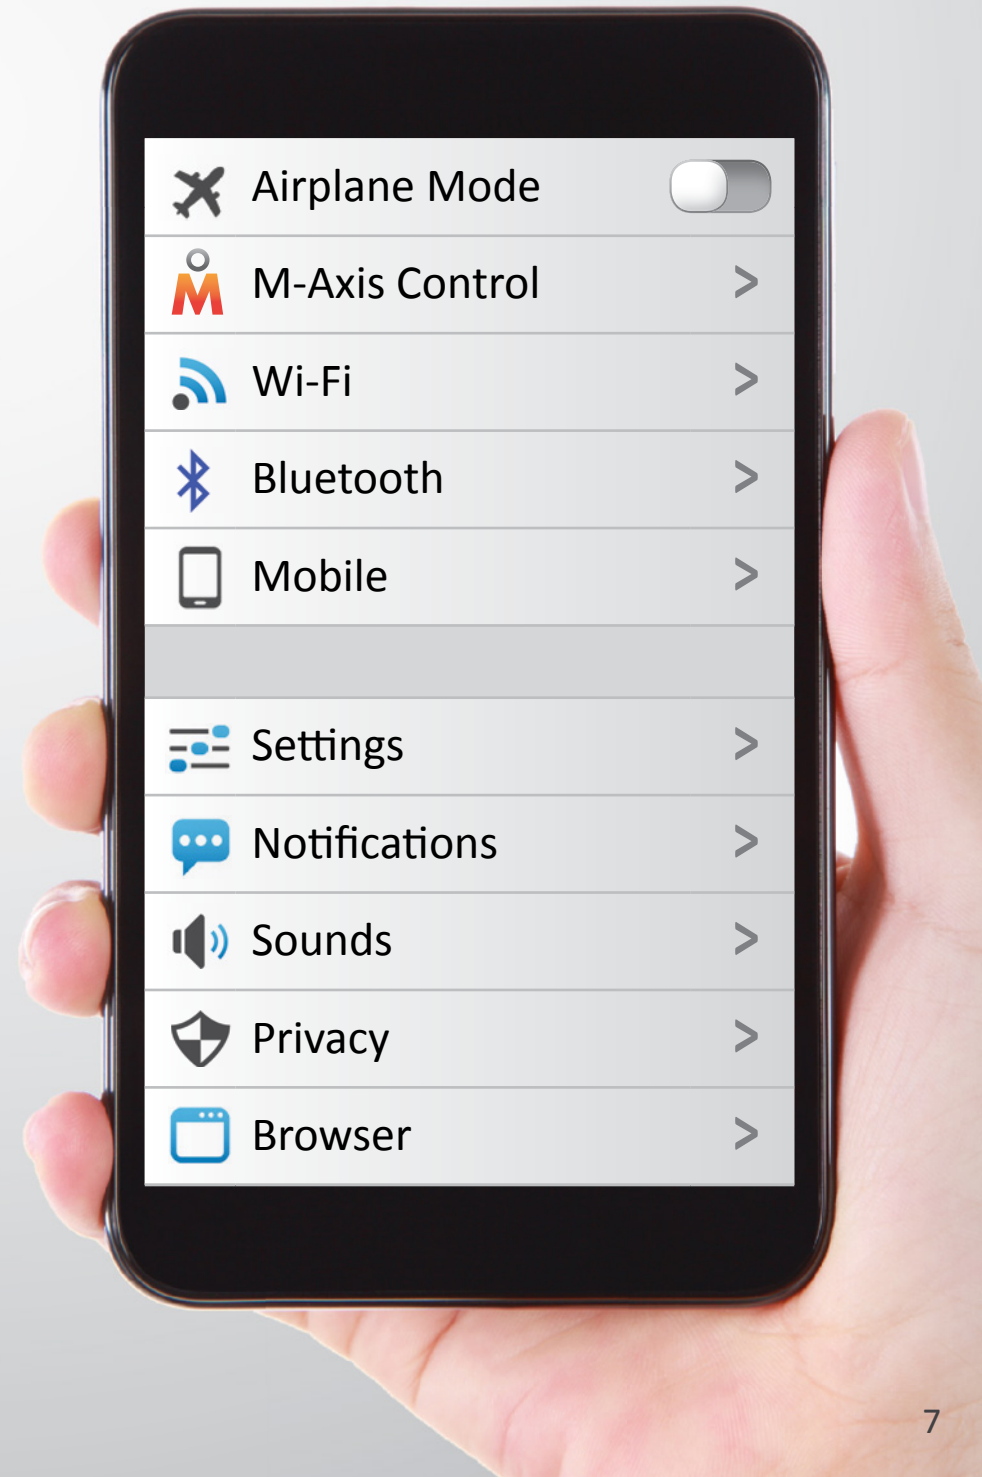 Airplane Mode
M-Axis Control >
Wi-Fi >
Bluetooth >
Mobile >
Settings >
Notifications >
Sounds >
Privacy >
Browser >
7